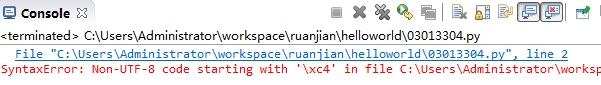 Console
<terminated> C:\Users\Administrator\workspace\ruanjian\helloworld\03013304.py
File "C:\Users\Administrator\workspace\ruanjian\helloworld\03013304.py", line 2
SyntaxError: Non-UTF-8 code starting with '\xc4' in file C:\Users\Administrator\worksp